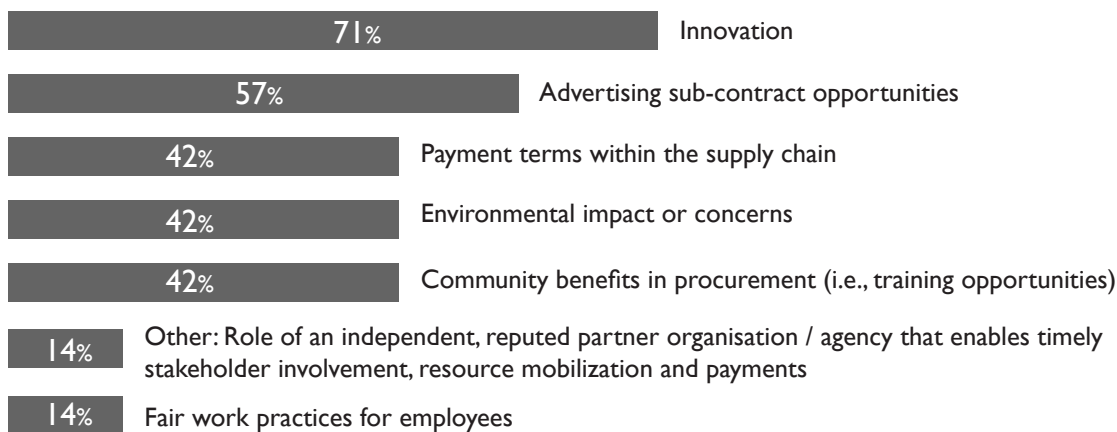 71% Innovation
57% Advertising sub-contract opportunities
42% Payment terms within the supply chain
42% Environmental impact or concerns
42% Community benefits in procurement (i.e., training opportunities)
14% Other: Role of an independent, reputed partner organisation / agency that enables timely
stakeholder involvement, resource mobilization and payments
14% Fair work practices for employees